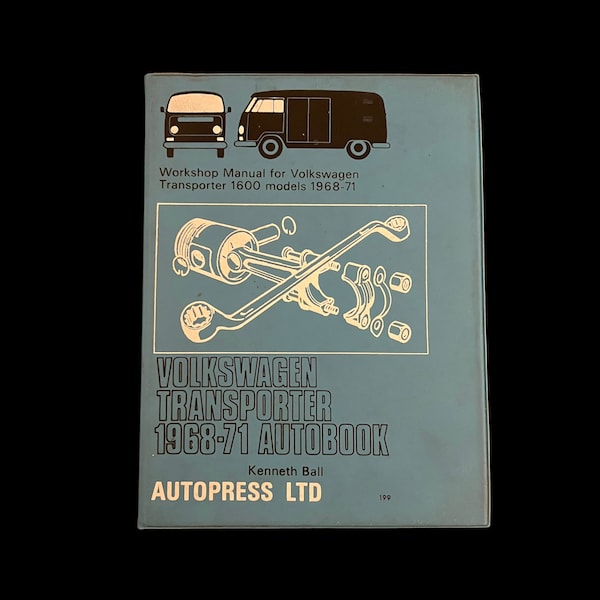 Workshop Manual for Volkswagen
Transporter 1600 models 1968-71
VOLKSWAGEN
TRANSPORTER
1968-71 AUTOBOOK
Kenneth Ball
AUTOPRESS LTD
199